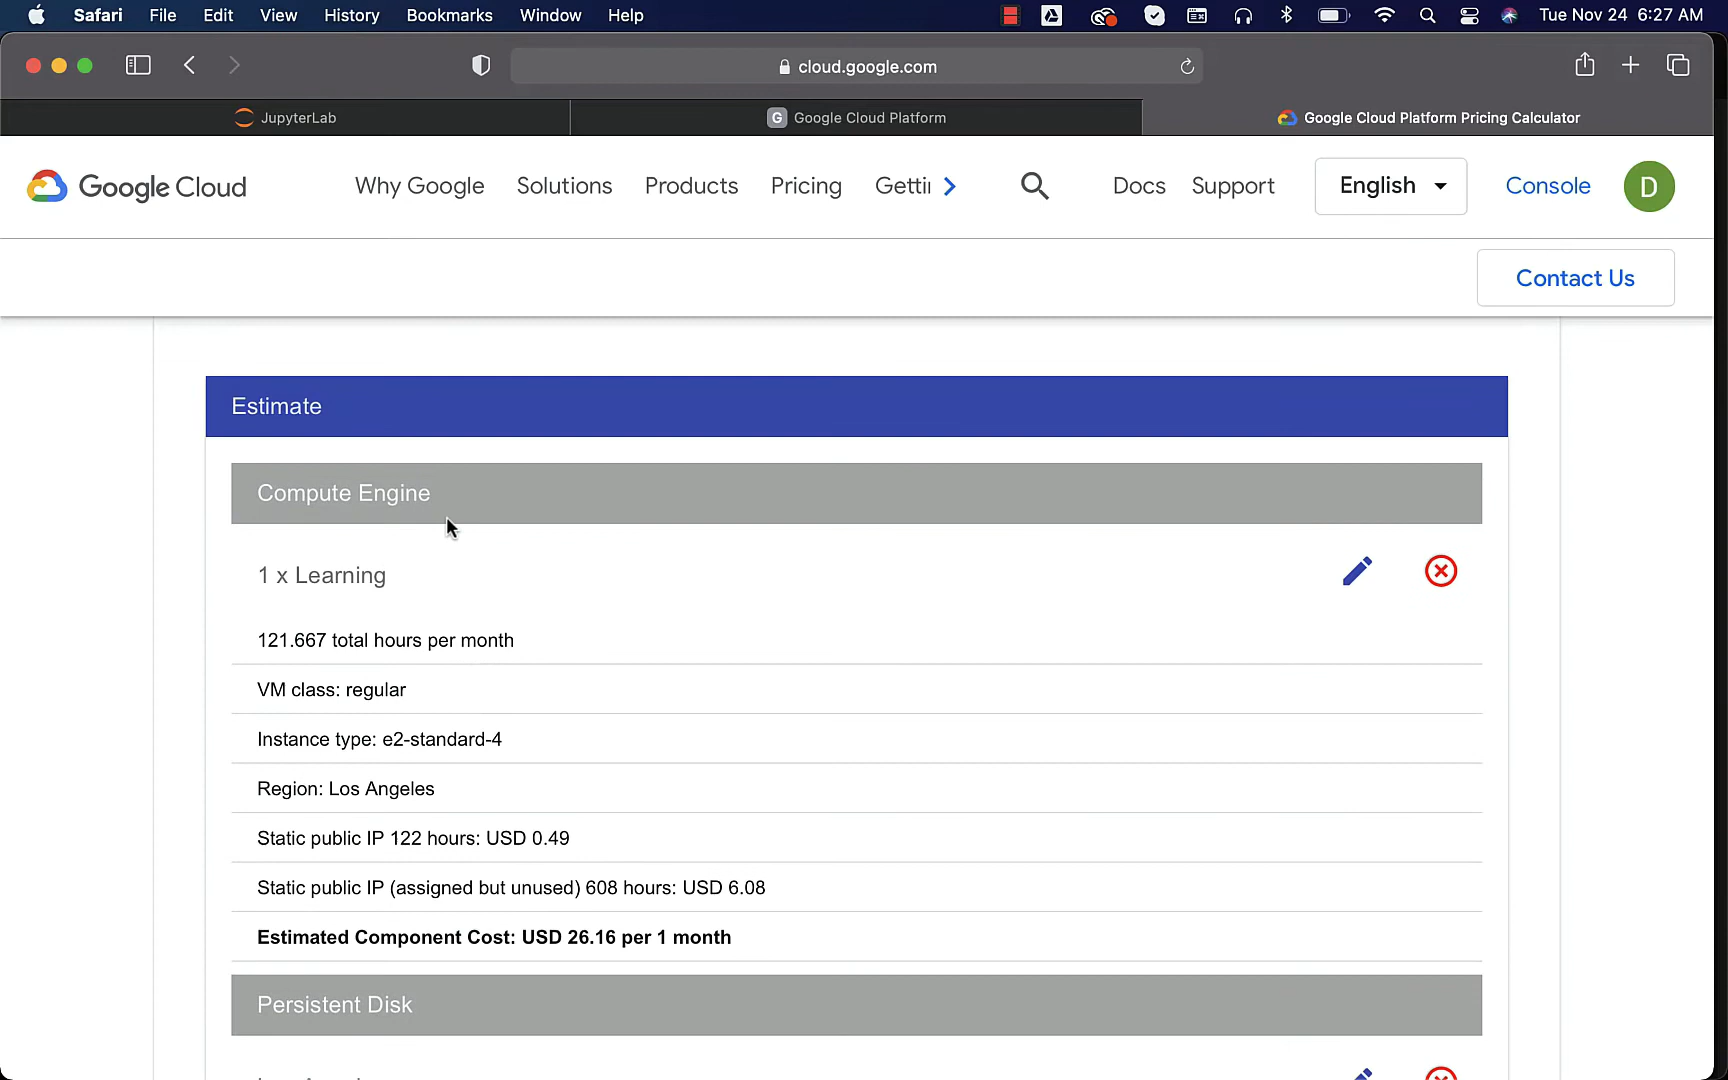 Safari File Edit View History Bookmarks Window Help Tue Nov 24 6:27 AM
cloud.google.com
JupyterLab
G Google Cloud Platform
Google Cloud Platform Pricing Calculator
Google Cloud Why Google Solutions Products Pricing Getti Docs Support English Console D
Contact Us
Estimate
Compute Engine
1 x Learning
121.667 total hours per month
VM class: regular
Instance type: e2-standard-4
Region: Los Angeles
Static public IP 122 hours: USD 0.49
Static public IP (assigned but unused) 608 hours: USD 6.08
Estimated Component Cost: USD 26.16 per 1 month
Persistent Disk